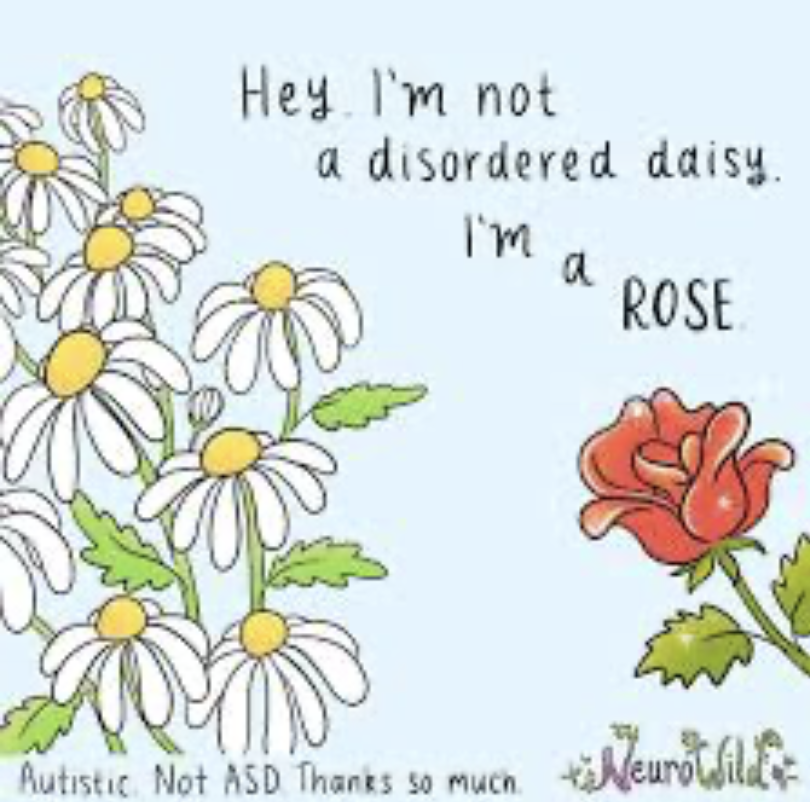 Hey. I'm not
a disordered daisy.
I'm a
ROSE.
Autistic. Not ASD. Thanks so much.
NeuroWild